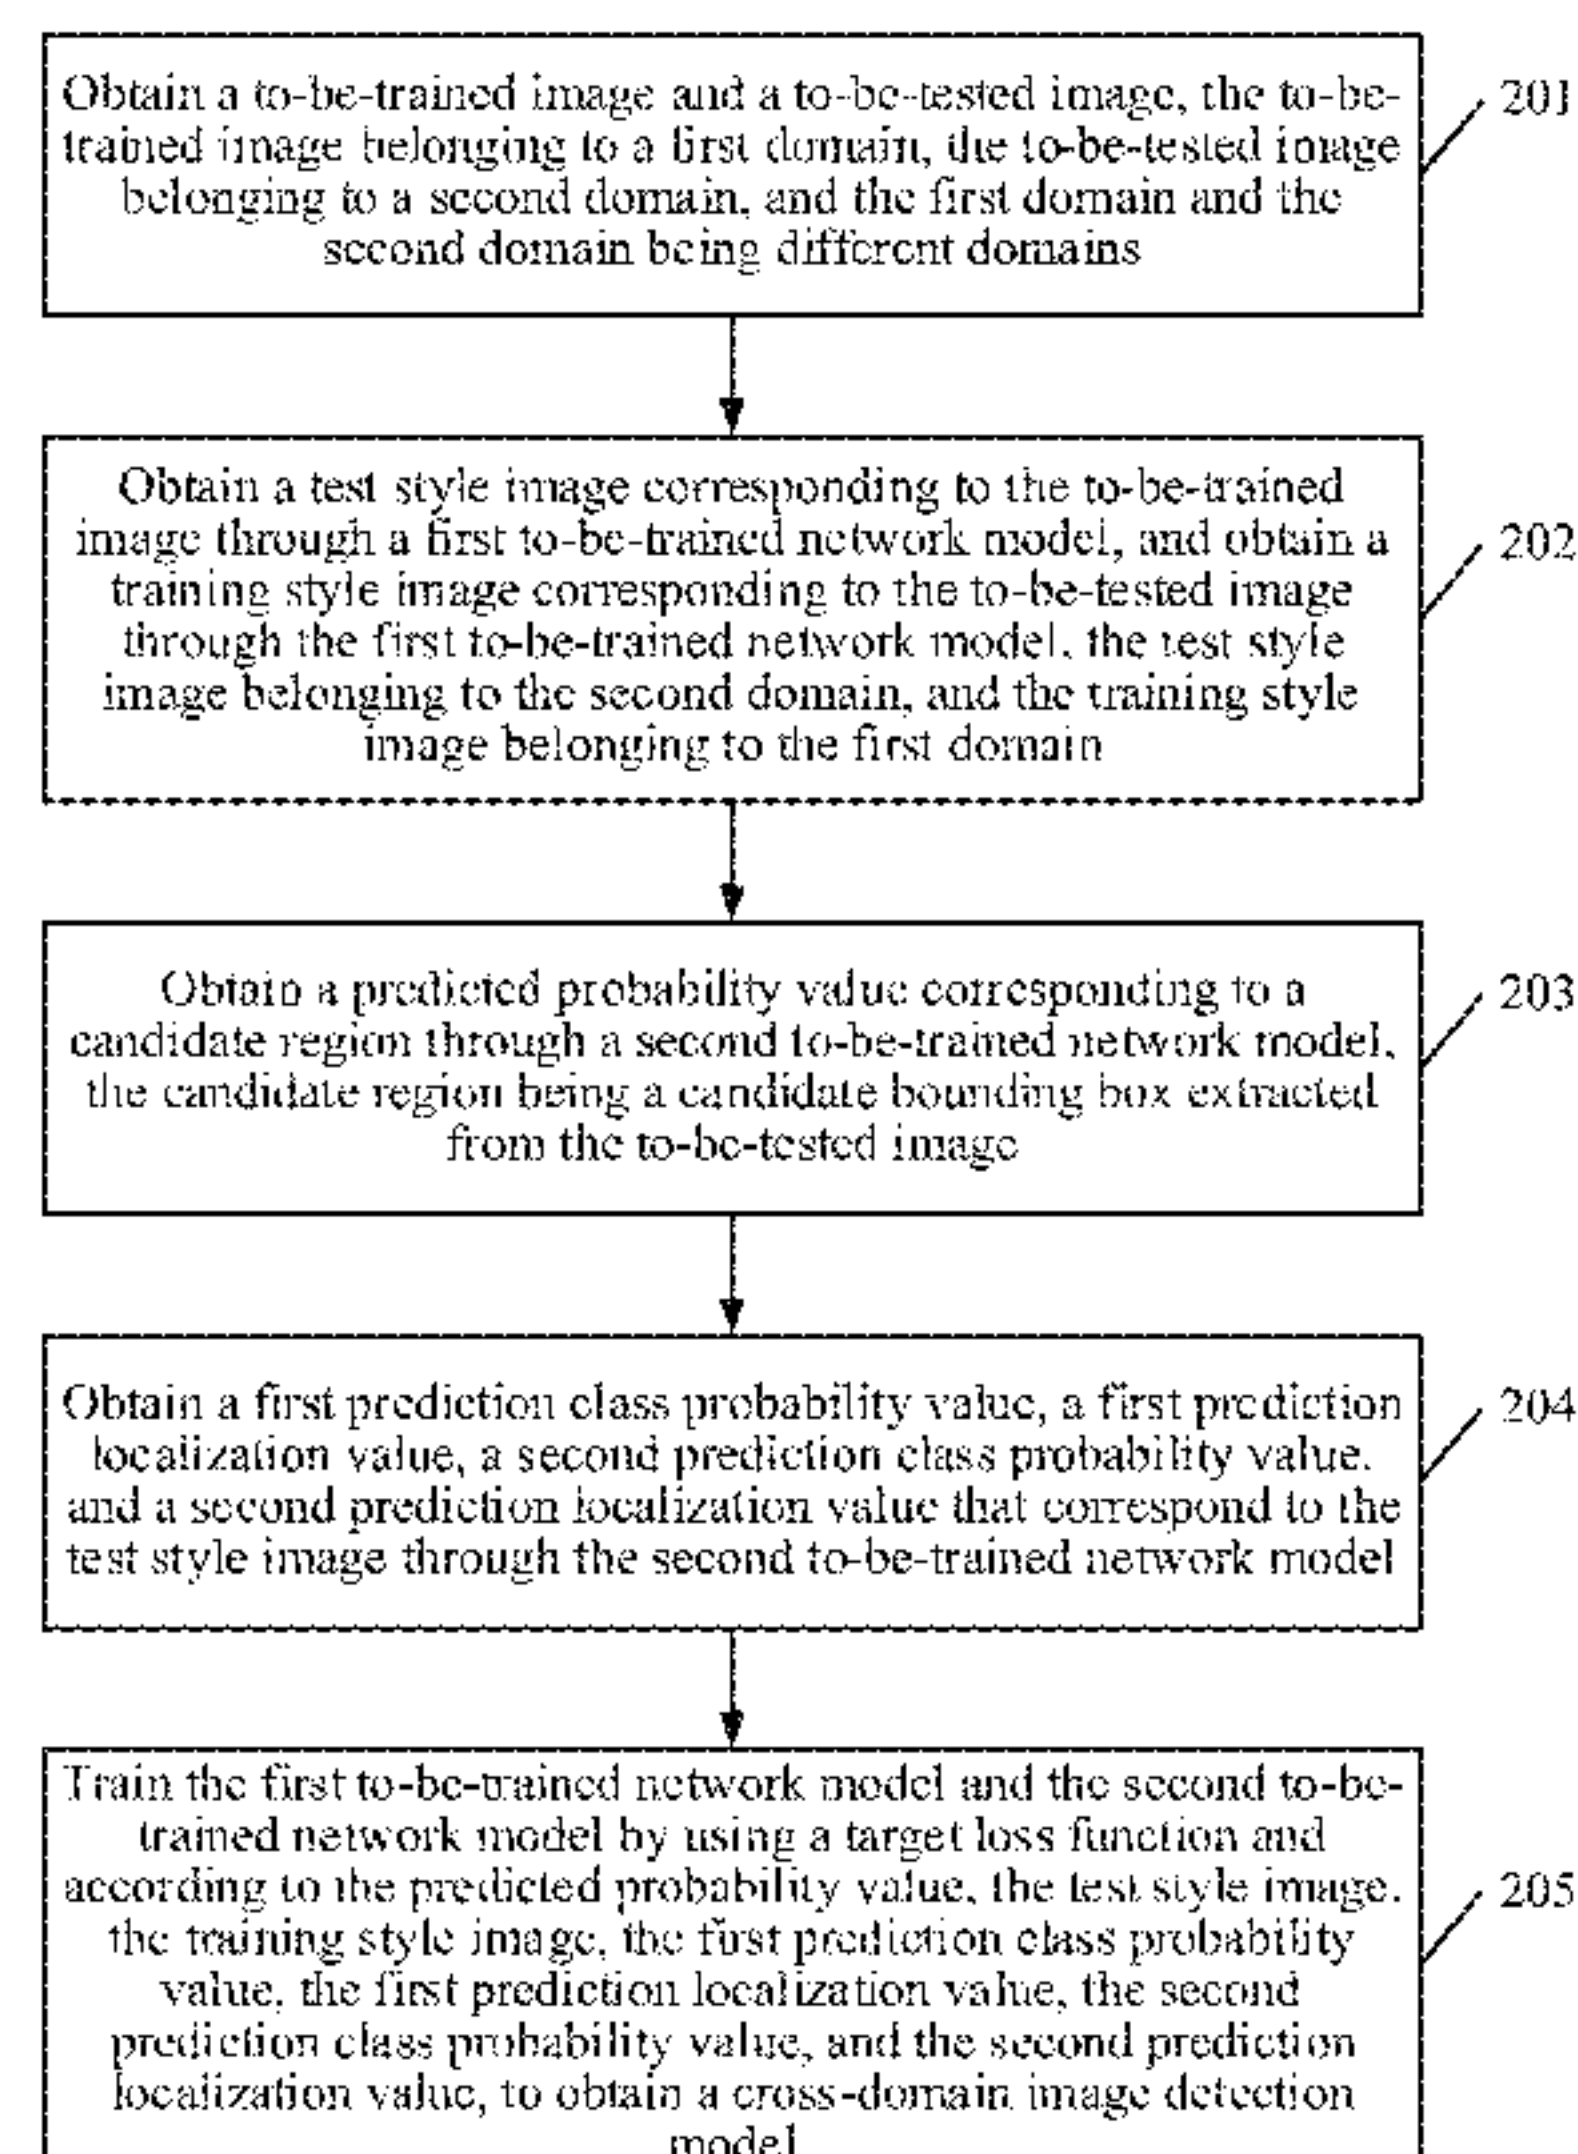 Obtain a to-be-trained image and a to-be-tested image, the to-be-
trained image belonging to a first domain, the to-be-tested image
belonging to a second domain, and the first domain and the
second domain being different domains
201
Obtain a test style image corresponding to the to-be-trained
image through a first to-be-trained network model, and obtain a
training style image corresponding to the to-be-tested image
through the first to-be-trained network model, the test style
image belonging to the second domain, and the training style
image belonging to the first domain
202
Obtain a predicted probability value corresponding to a
candidate region through a second to-be-trained network model,
the candidate region being a candidate bounding box extracted
from the to-be-tested image
203
Obtain a first prediction class probability value, a first prediction
localization value, a second prediction class probability value,
and a second prediction localization value that correspond to the
test style image through the second to-be-trained network model
204
Train the first to-be-trained network model and the second to-be-
trained network model by using a target loss function and
according to the predicted probability value, the test style image,
the training style image, the first prediction class probability
value, the first prediction localization value, the second
prediction class probability value, and the second prediction
localization value, to obtain a cross-domain image detection
model
205